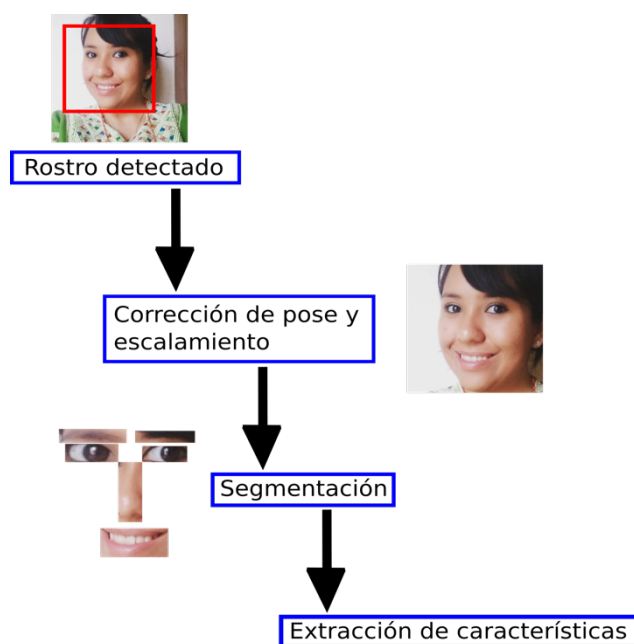 Rostro detectado
Corrección de pose y
escalamiento
Segmentación
Extracción de características